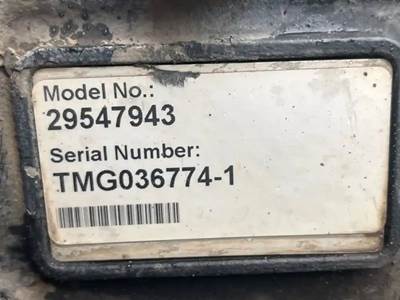 Model No.:
29547943
Serial Number:
TMG036774-1